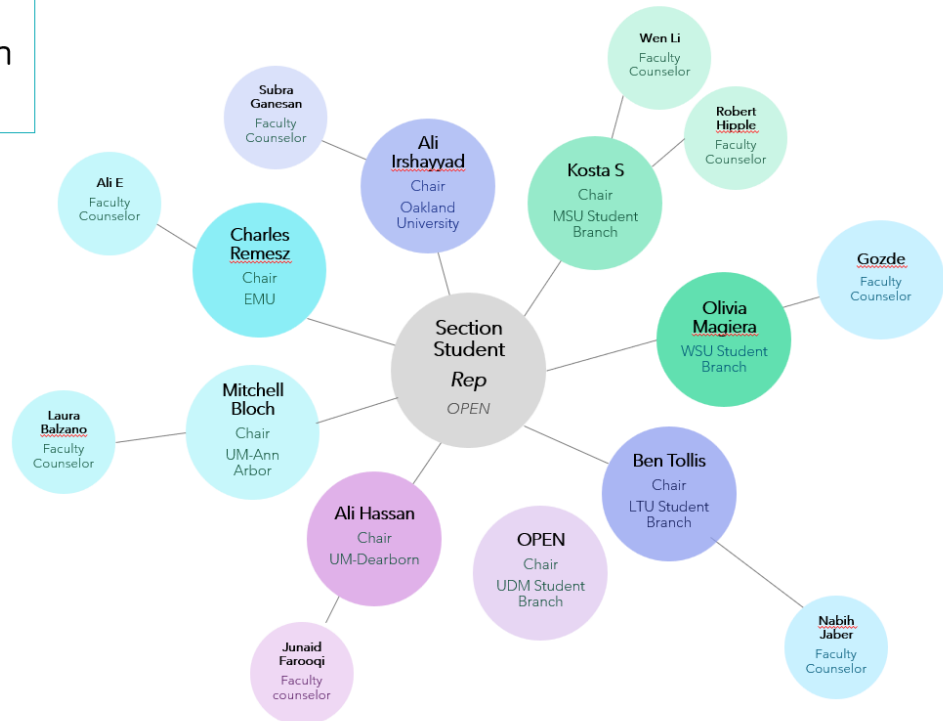 n
Wen Li
Faculty
Counselor
Subra
Ganesan
Faculty
Counselor
Robert
Hipple
Faculty
Counselor
Ali
Irshayyad
Chair
Oakland
University
Kosta S
Chair
MSU Student
Branch
Ali E
Faculty
Counselor
Charles
Remesz
Chair
EMU
Gozde
Faculty
Counselor
Olivia
Magiera
WSU Student
Branch
Section
Student
Rep
OPEN
Mitchell
Bloch
Chair
UM-Ann
Arbor
Laura
Balzano
Faculty
Counselor
Ben Tollis
Chair
LTU Student
Branch
Ali Hassan
Chair
UM-Dearborn
OPEN
Chair
UDM Student
Branch
Nabih
Jaber
Faculty
Counselor
Junaid
Farooqi
Faculty
counselor